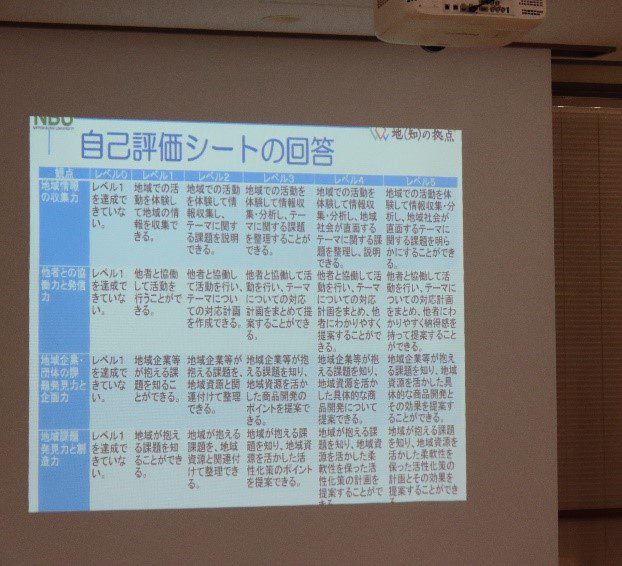 NBU
地(知)の拠点
自己評価シートの回答
観点 レベル0 レベル1 レベル2 レベル3 レベル4 レベル5
地域情報
の収集力
レベル1
を達成で
きていな
い。
地域での活
動を体験し
て地域の情
報を収集で
きる。
地域での活動
を体験して情
報収集し、
テーマに関す
る課題を説明
できる。
地域での活動を体
験して情報収集
・分析し、テー
マに関する課題
を整理することが
できる。
地域での活動を
体験して情報収
集・分析し、地域
社会が直面する
テーマに関する課
題を整理し、説明
できる。
地域での活動を体
験して情報収集・分
析し、地域社会が
直面するテーマに
関する課題を明ら
かにすることができ
る。
他者との協
働力と発信
力
レベル1
を達成で
きていな
い。
他者と協働
して活動を
行うことがで
きる。
他者と協働し
て活動を行い、
テーマについ
ての対応計画
を作成できる。
他者と協働して活
動を行い、テーマ
についての対応計
画をまとめて提
案することができ
る。
他者と協働して活
動を行い、テーマ
についての対応
計画をまとめ、他
者にわかりやすく
提案することがで
きる。
他者と協働して活
動を行い、テーマに
ついての対応計画
をまとめ、他者にわ
かりやすく納得感を
持って提案すること
ができる。
地域企業・
団体の課
題発見力と
企画力
レベル1
を達成で
きていな
い。
地域企業等
が抱える課
題を知るこ
とができる。
地域企業等が
抱える課題を、
地域資源と関
連付けて整理
できる。
地域企業等が抱
える課題を知り、
地域資源を活か
した商品開発の
ポイントを提案で
きる。
地域企業等が抱
える課題を知り、
地域資源を活か
した具体的な商
品開発について
提案できる。
地域企業等が抱え
る課題を知り、地域
資源を活かした具
体的な商品開発と
その効果を提案す
ることができる。
地域課題
発見力と創
造力
レベル1
を達成で
きていな
い。
地域が抱え
る課題を知
ることができ
る。
地域が抱え
る課題を、地域
資源と関連付
けて整理でき
る。
地域が抱える課
題を知り、地域資
源を活かした活
性化策のポイント
を提案できる。
地域が抱える課
題を知り、地域資
源を活かした柔
軟性を保った活
性化策の計画を
提案することがで
地域が抱える課題
を知り、地域資源を
活かした柔軟性を
保った活性化策の
計画とその効果を
提案することができ